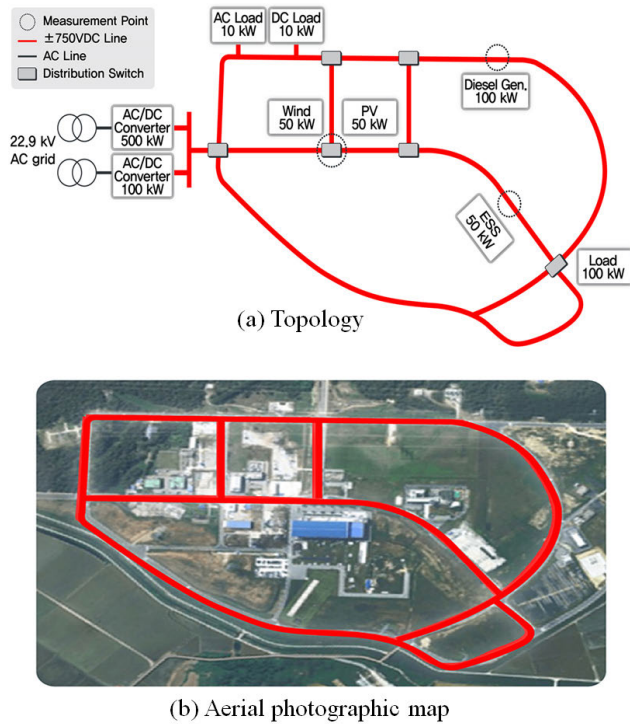 Measurement Point
±750VDC Line
AC Line
Distribution Switch
AC Load
10 kW
DC Load
10 kW
Diesel Gen.
100 kW
Wind
50 kW
PV
50 kW
22,9 kV
AC grid
AC/DC
Converter
500 kW
AC/DC
Converter
100 kW
ESS
50 kW
Load
100 kW
(a) Topology
(b) Aerial photographic map